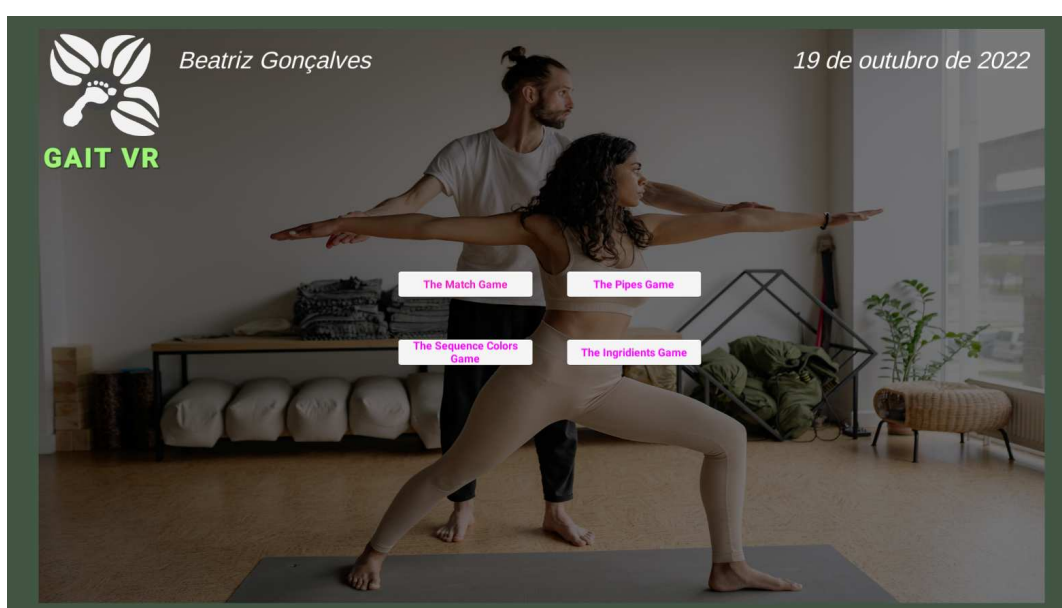 Beatriz Gonçalves
19 de outubro de 2022
GAIT VR
The Match Game
The Pipes Game
The Sequence Colors
Game
The Ingridients Game